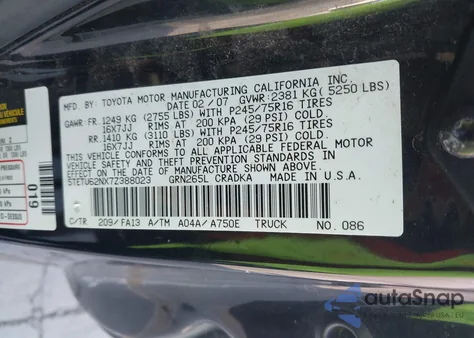 MFD. BY: TOYOTA MOTOR MANUFACTURING CALIFORNIA INC.
DATE 02/07 GVWR: 2381 KG (5250 LBS)
GAWR: FR. 1249 KG (2755 LBS) WITH P245/75R16 TIRES
16X7JJ RIMS AT 200 KPA (29 PSI) COLD
RR. 1410 KG (3110 LBS) WITH P245/75R16 TIRES
16X7JJ RIMS AT 200 KPA (29 PSI) COLD
THIS VEHICLE CONFORMS TO ALL APPLICABLE FEDERAL MOTOR
VEHICLE SAFETY AND THEFT PREVENTION STANDARDS
IN EFFECT ON THE DATE OF MANUFACTURE SHOWN ABOVE.
5TETU62NX7Z388023 GRN265L CRADKA MADE IN U.S.A.
C/TR 209/FA13 A/TM A04A/A750E TRUCK NO. 086
019
autoSnap